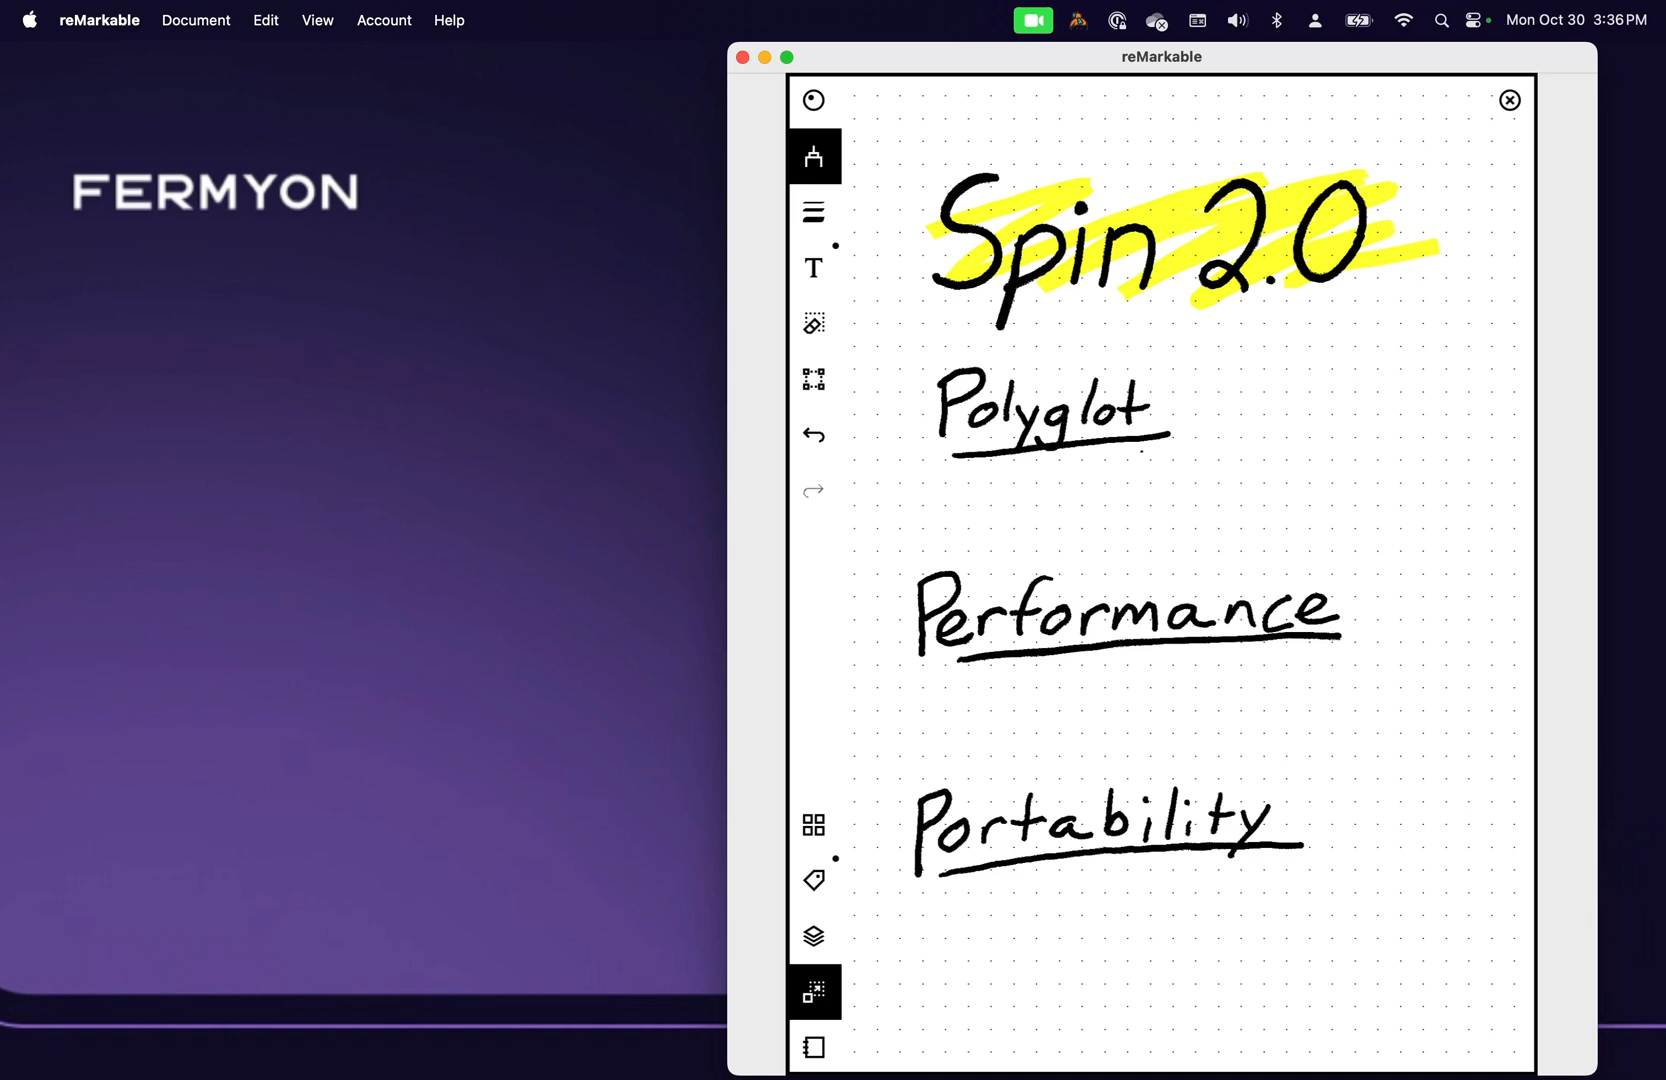 reMarkable Document Edit View Account Help Mon Oct 30 3:36 PM
reMarkable
FERMYON
T
Spin 2.0
Polyglot
Performance
Portability